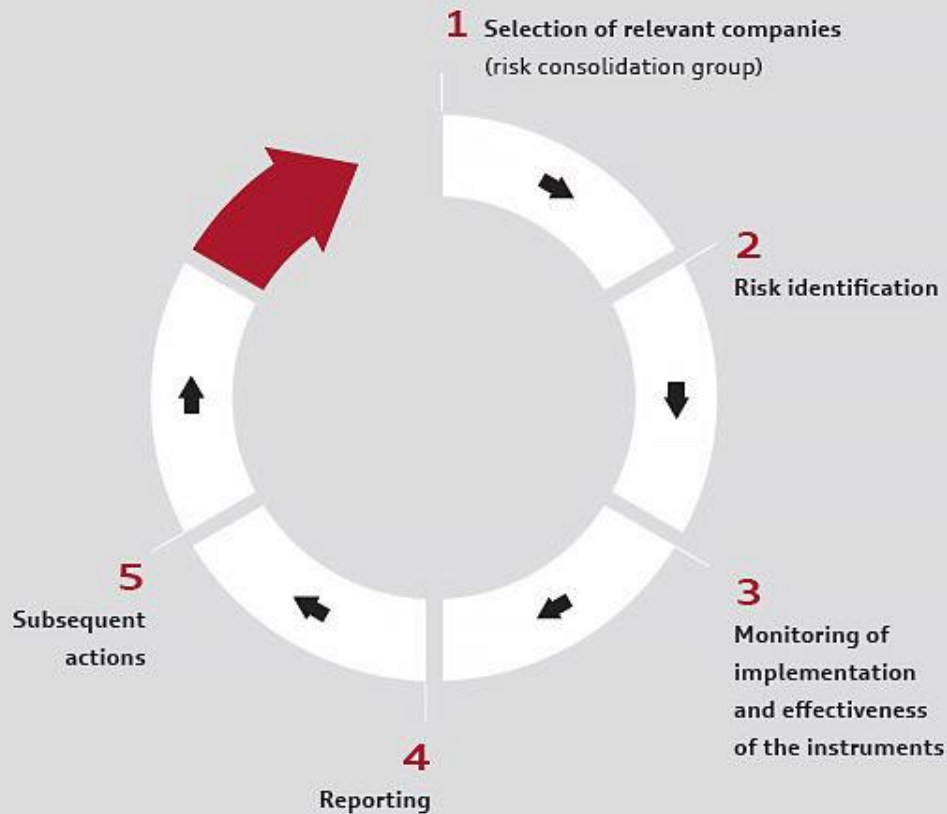 1 Selection of relevant companies
(risk consolidation group)
2
Risk identification
3
Monitoring of
implementation
and effectiveness
of the instruments
4
Reporting
5
Subsequent
actions